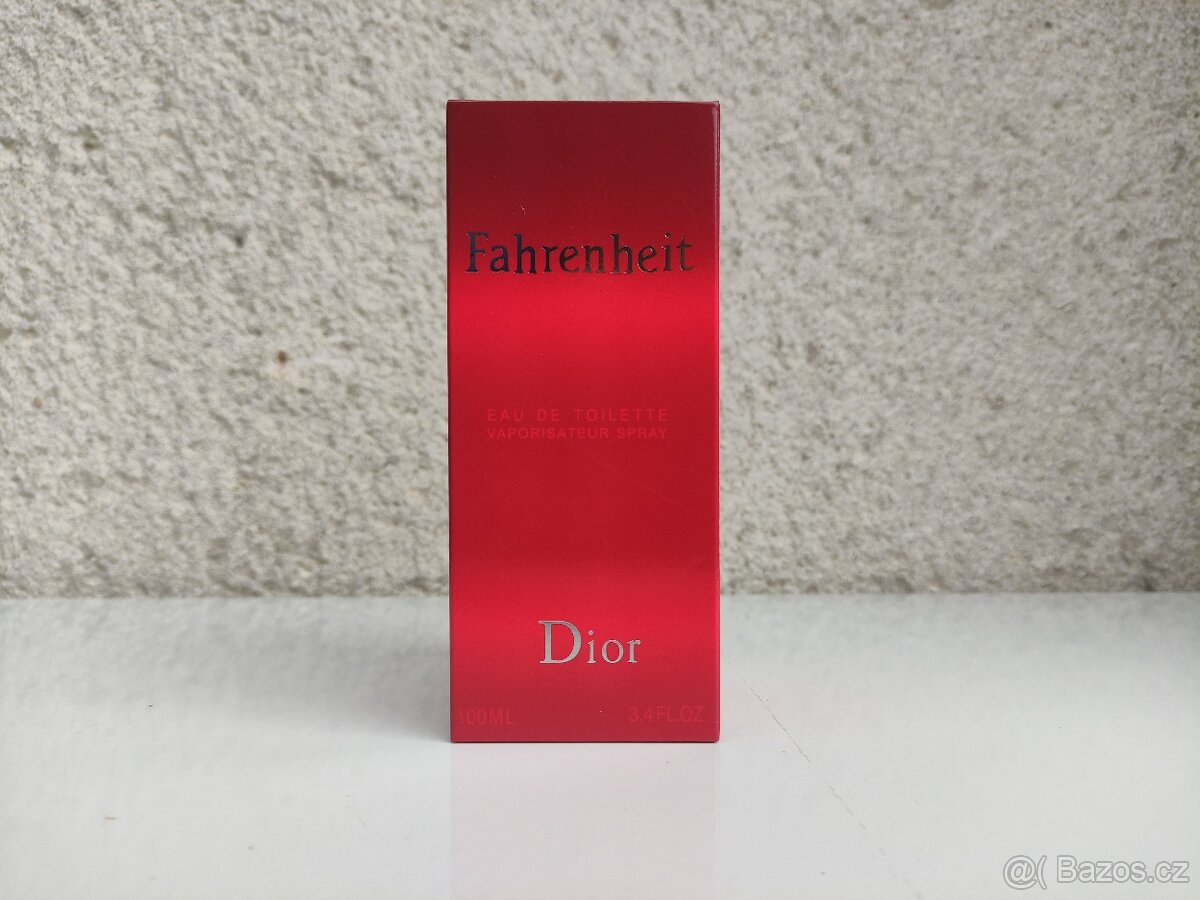 Fahrenheit
EAU DE TOILETTE
VAPORISATEUR SPRAY
Dior
100ML 3.4FL.OZ
@( Bazos.cz